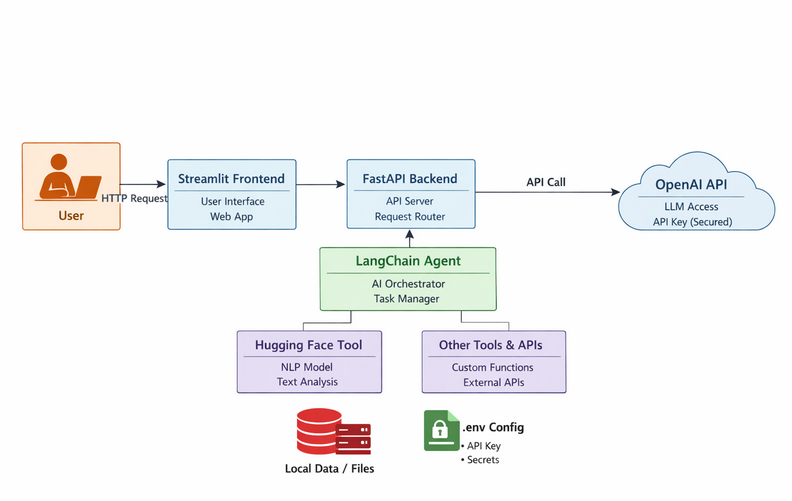 User
HTTP Request
Streamlit Frontend
User Interface
Web App
FastAPI Backend
API Server
Request Router
API Call
OpenAI API
LLM Access
API Key (Secured)
LangChain Agent
AI Orchestrator
Task Manager
Hugging Face Tool
NLP Model
Text Analysis
Other Tools & APIs
Custom Functions
External APIs
Local Data / Files
.env Config
• API Key
• Secrets